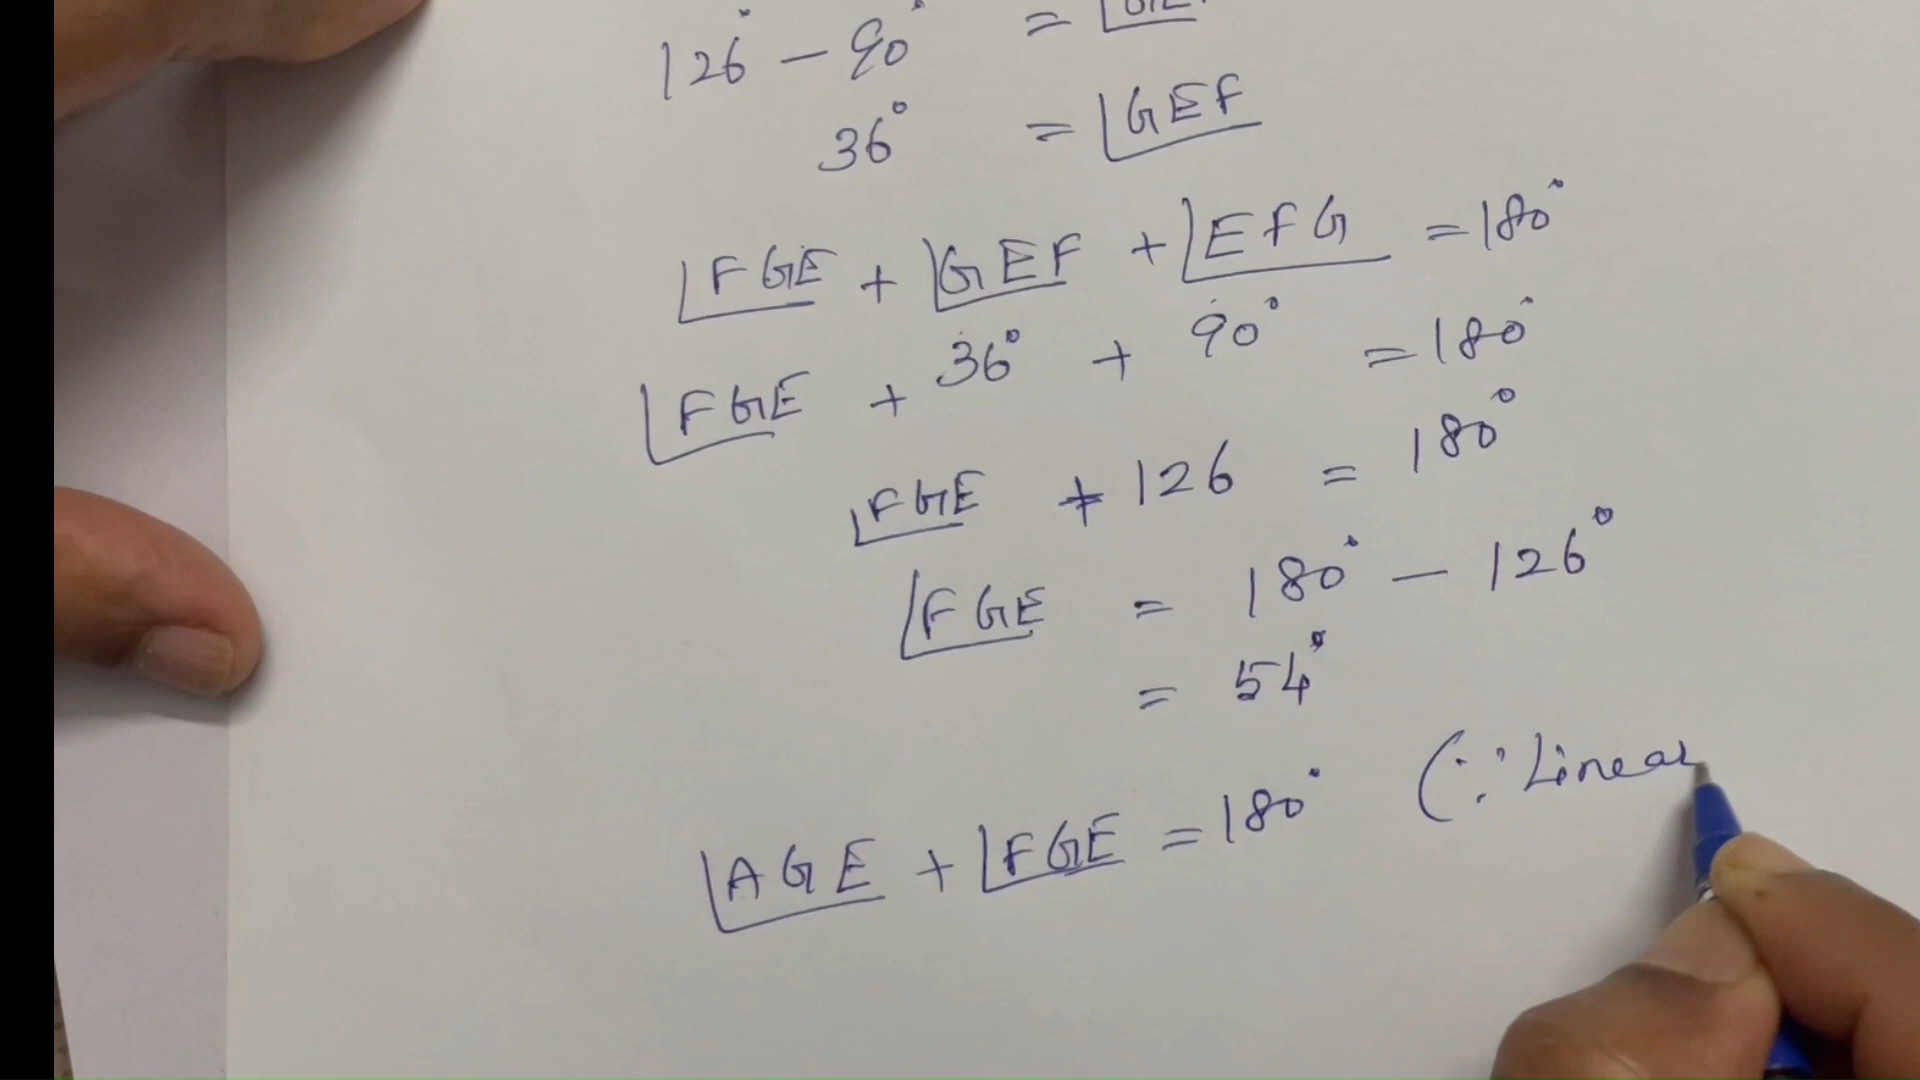 126° - 90° =
36° = ∠GEF
∠FGE + ∠GEF + ∠EFG = 180°
∠FGE + 36° + 90° = 180°
∠FGE + 126 = 180°
∠FGE = 180° - 126°
= 54°
∠AGE + ∠FGE = 180° (∵ Linear